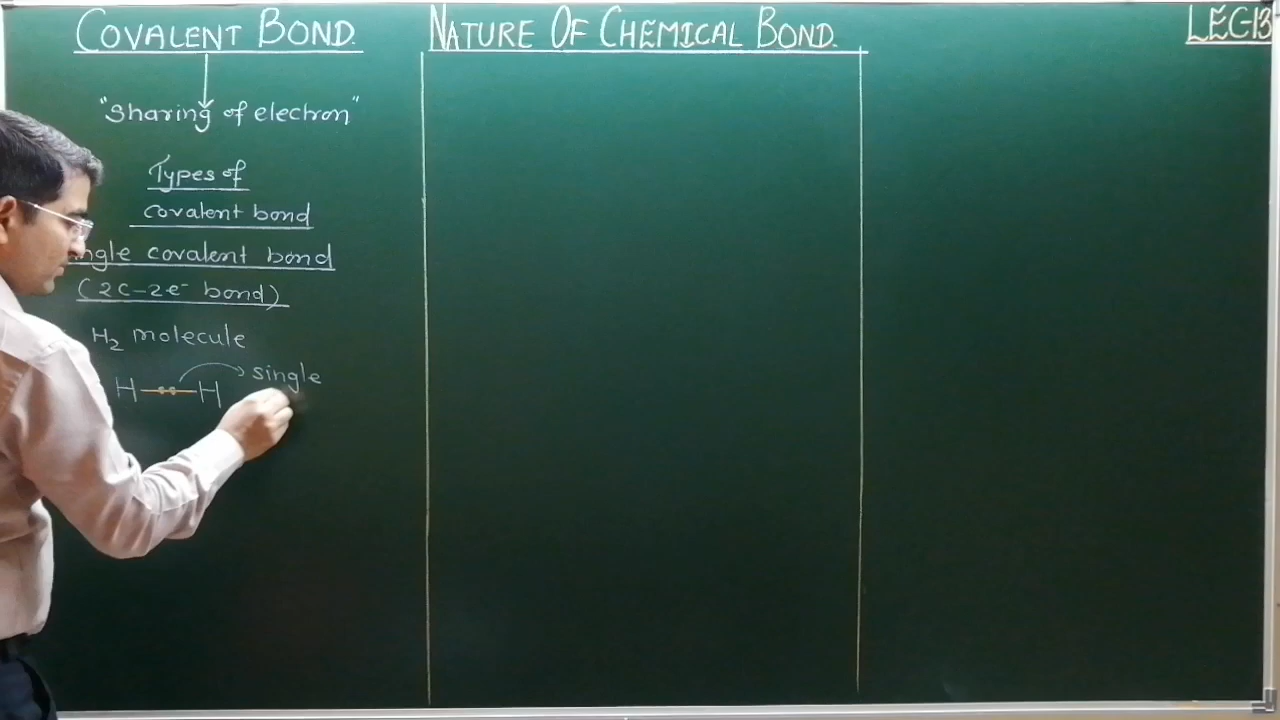 COVALENT BOND.
NATURE OF CHEMICAL BOND.
LEC-13
"Sharing of electron"
Types of
covalent bond
covalent bond
(2c-2e⁻ bond)
H₂ molecule
H—H
single